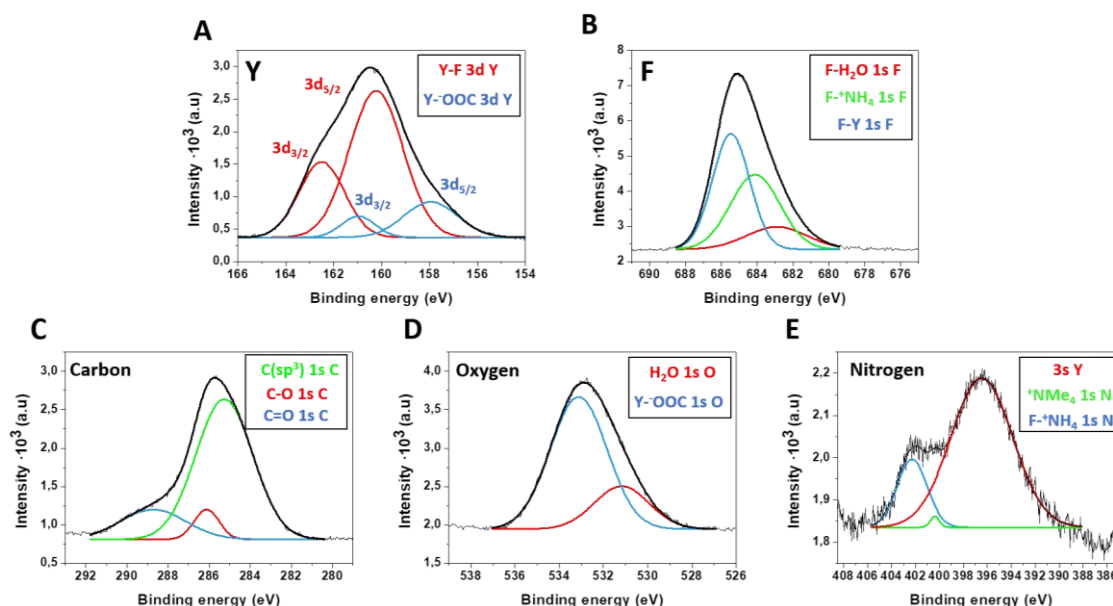 A
Y
Y-F 3d Y
Y-⁻OOC 3d Y
3d5/2
3d3/2
3d3/2
3d5/2
3,0
2,5
2,0
1,5
1,0
0,5
0,0
Intensity ·10³ (a.u)
166 164 162 160 158 156 154
Binding energy (eV)
B
F
F-H₂O 1s F
F-⁺NH₄ 1s F
F-Y 1s F
8
7
6
5
4
3
2
Intensity ·10³ (a.u)
690 688 686 684 682 680 678 676
Binding energy (eV)
C
Carbon
C(sp³) 1s C
C-O 1s C
C=O 1s C
3,0
2,5
2,0
1,5
1,0
0,5
Intensity ·10³ (a.u)
292 290 288 286 284 282 280
Binding energy (eV)
D
Oxygen
H₂O 1s O
Y-⁻OOC 1s O
4,0
3,5
3,0
2,5
2,0
1,5
Intensity ·10³ (a.u)
538 536 534 532 530 528 526
Binding energy (eV)
E
Nitrogen
3s Y
⁺NMe₄ 1s N
F-⁺NH₄ 1s N
2,2
2,1
2,0
1,9
1,8
Intensity ·10³ (a.u)
408 406 404 402 400 398 396 394 392 390 388 386
Binding energy (eV)